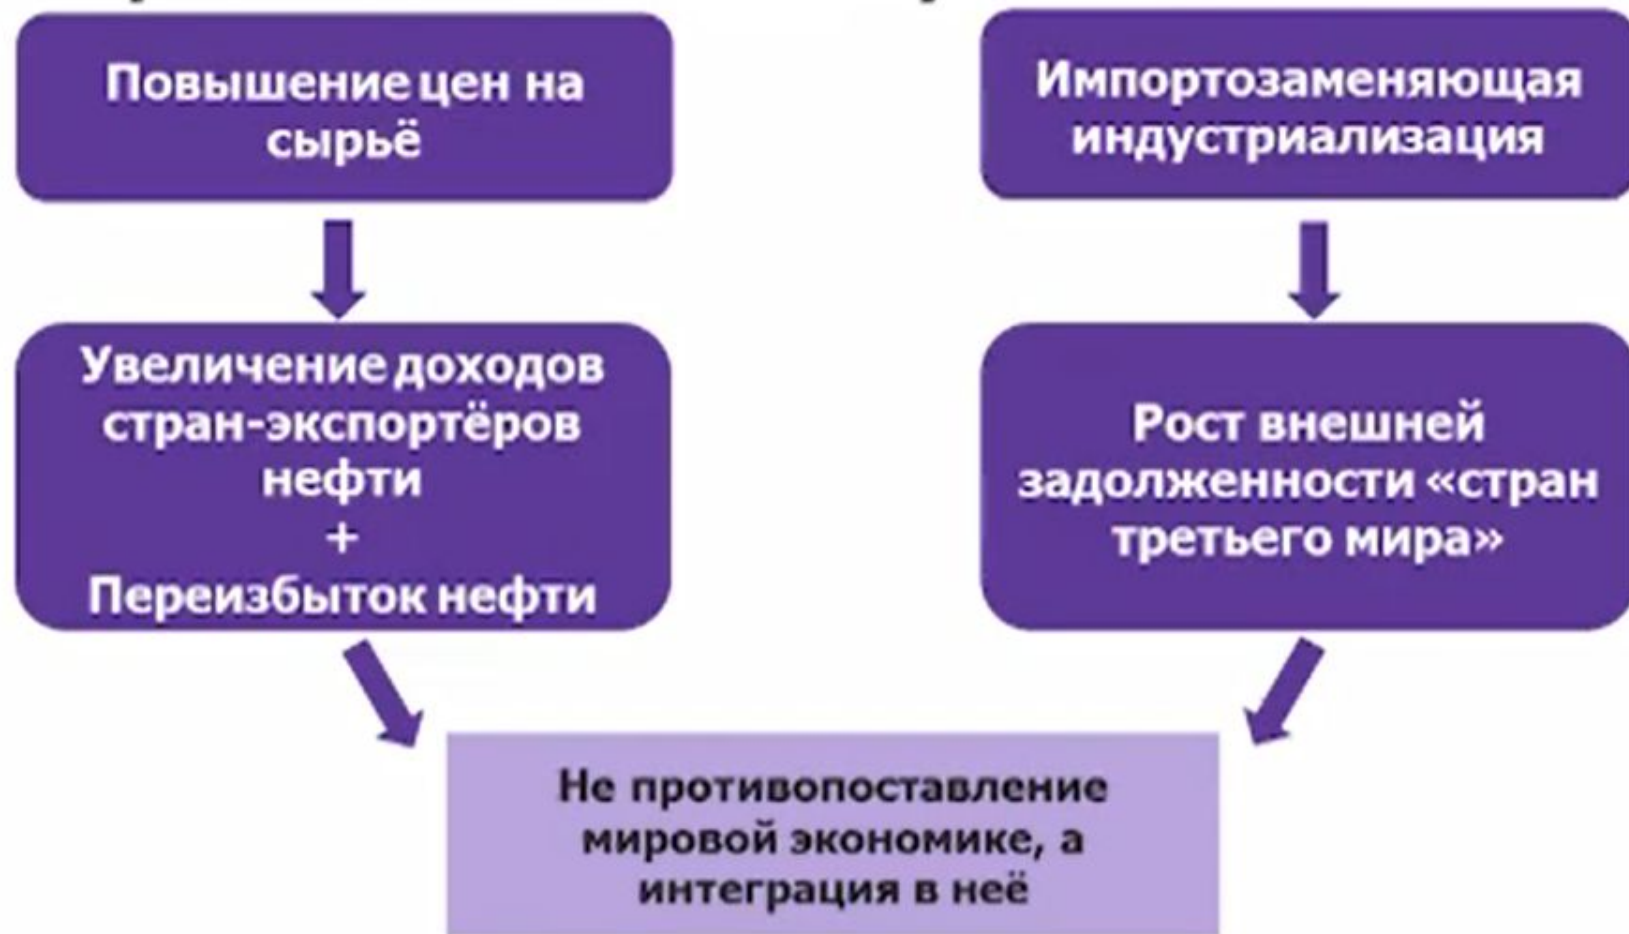 Повышение цен на
сырьё
Импортозаменяющая
индустриализация
Увеличение доходов
стран-экспортёров
нефти
+
Переизбыток нефти
Рост внешней
задолженности «стран
третьего мира»
Не противопоставление
мировой экономике, а
интеграция в неё